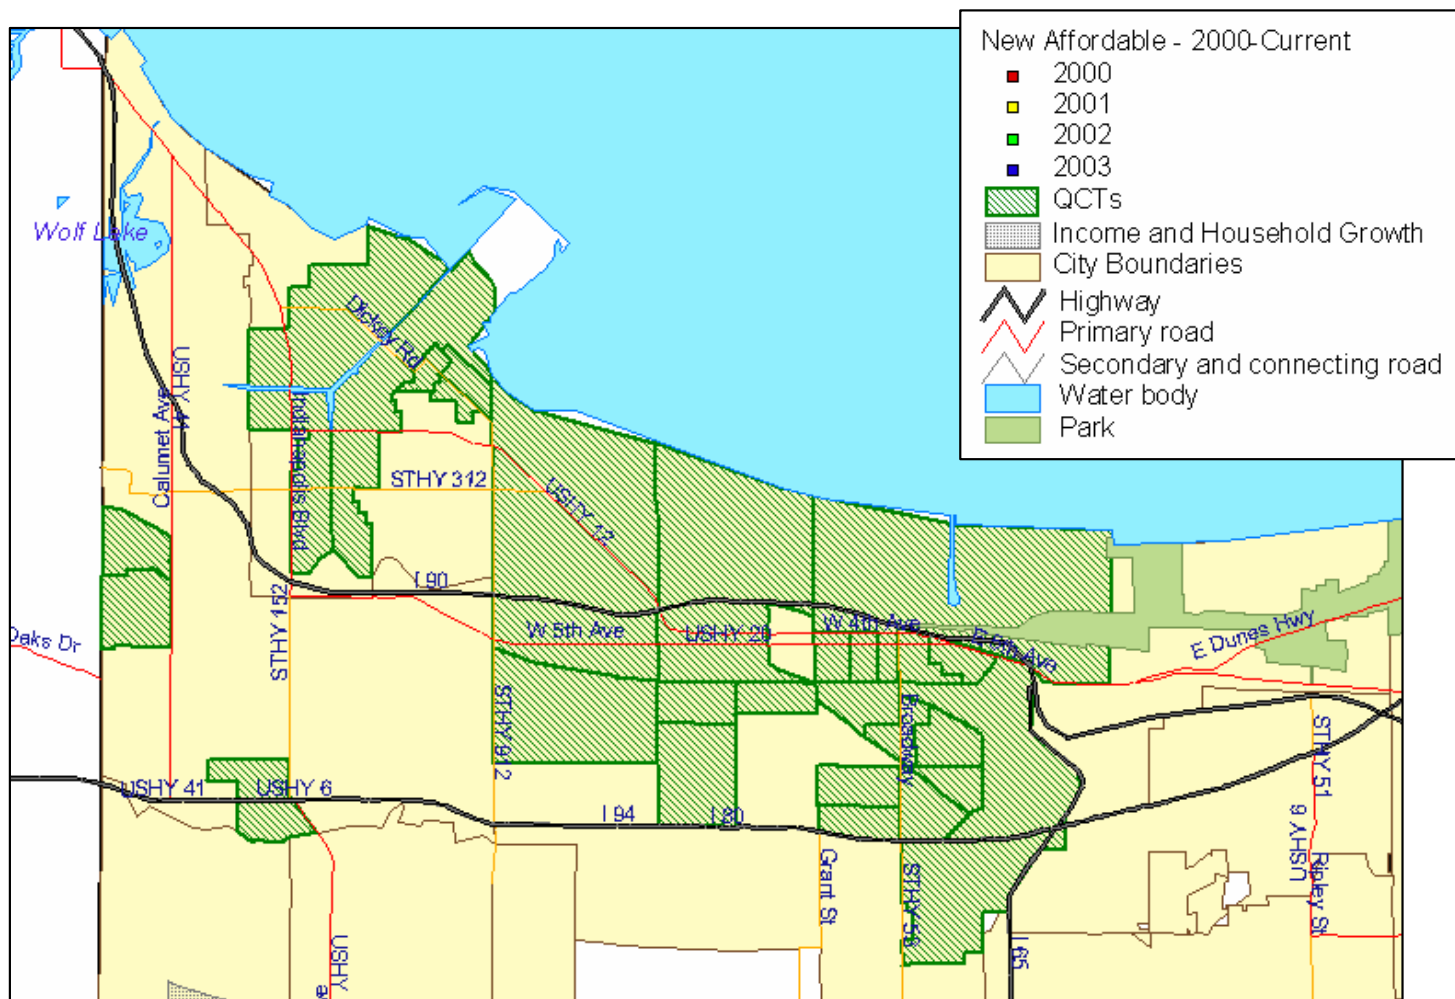 New Affordable - 2000-Current
2000
2001
2002
2003
QCTs
Income and Household Growth
City Boundaries
Highway
Primary road
Secondary and connecting road
Water body
Park
Wolf Lake
Dickey Rd
USHY 41
Calumet Ave
Indianapolis Blvd
STHY 312
USHY 12
I 90
STHY 152
W 5th Ave
USHY 20
W 4th Ave
E 5th Ave
E Dunes Hwy
Oaks Dr
STHY 912
Broadway
USHY 41
USHY 6
I 94
I 80
STHY 51
USHY 6
Ripley St
Grant St
STHY 53
I 65
USHY